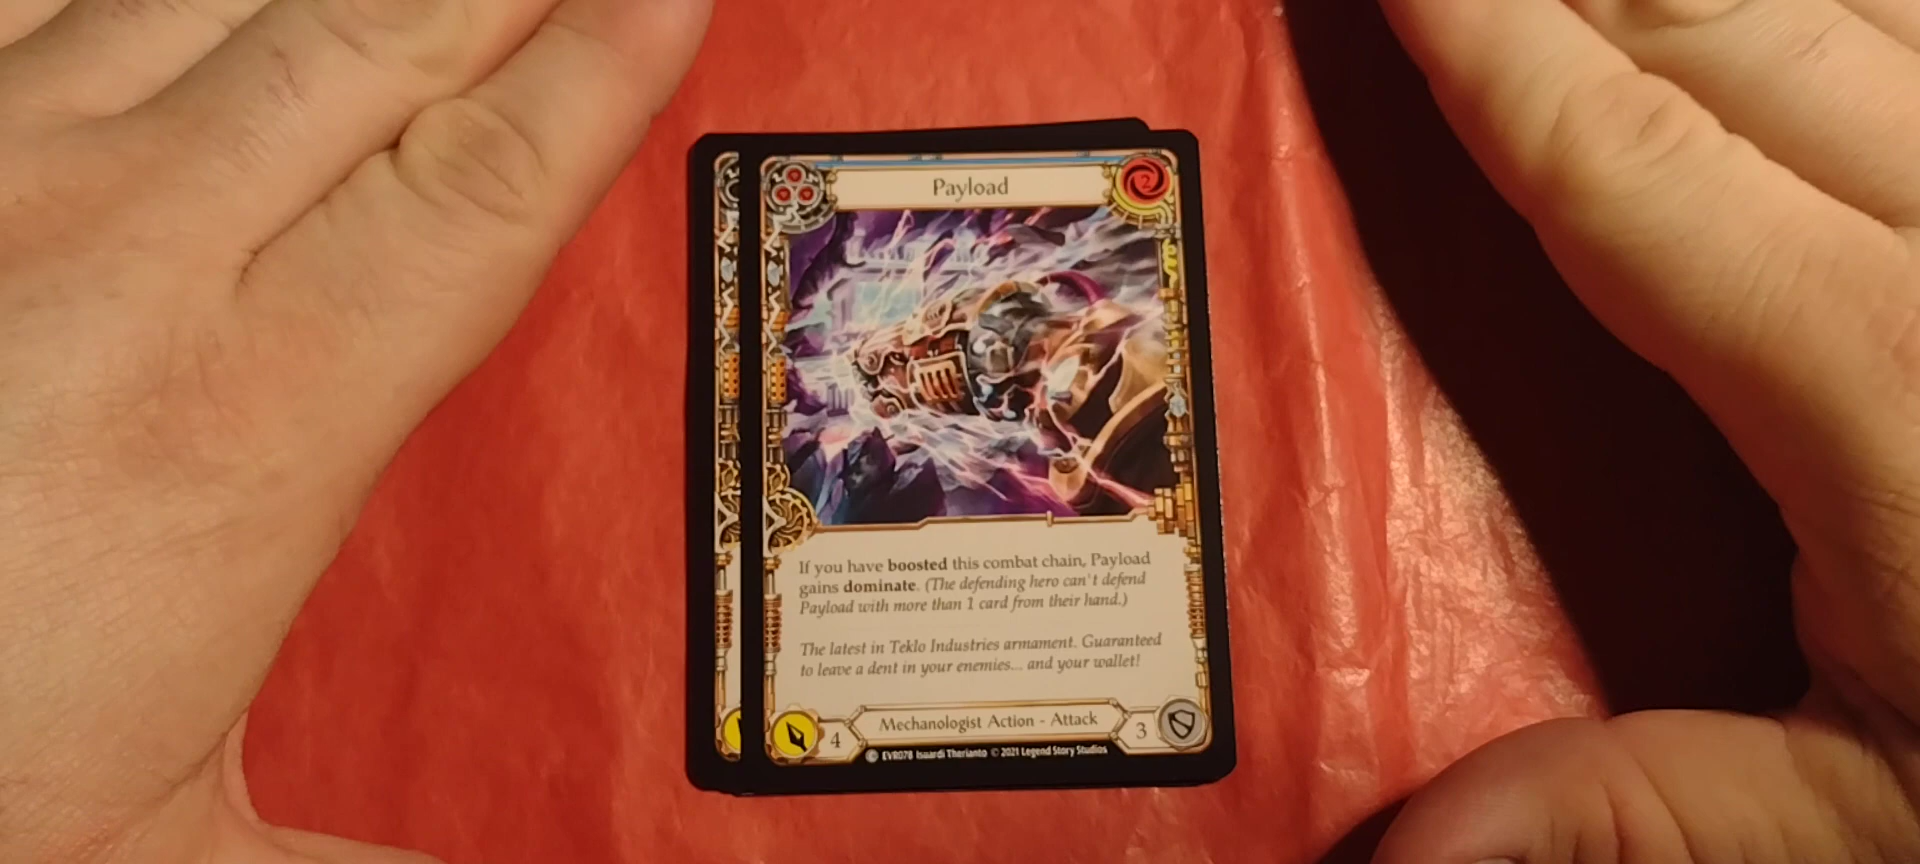 2
Payload
If you have boosted this combat chain, Payload
gains dominate. (The defending hero can't defend
Payload with more than 1 card from their hand.)
The latest in Teklo Industries armament. Guaranteed
to leave a dent in your enemies... and your wallet!
4
Mechanologist Action - Attack
3
C EVR078 Isuardi Therianto © 2021 Legend Story Studios